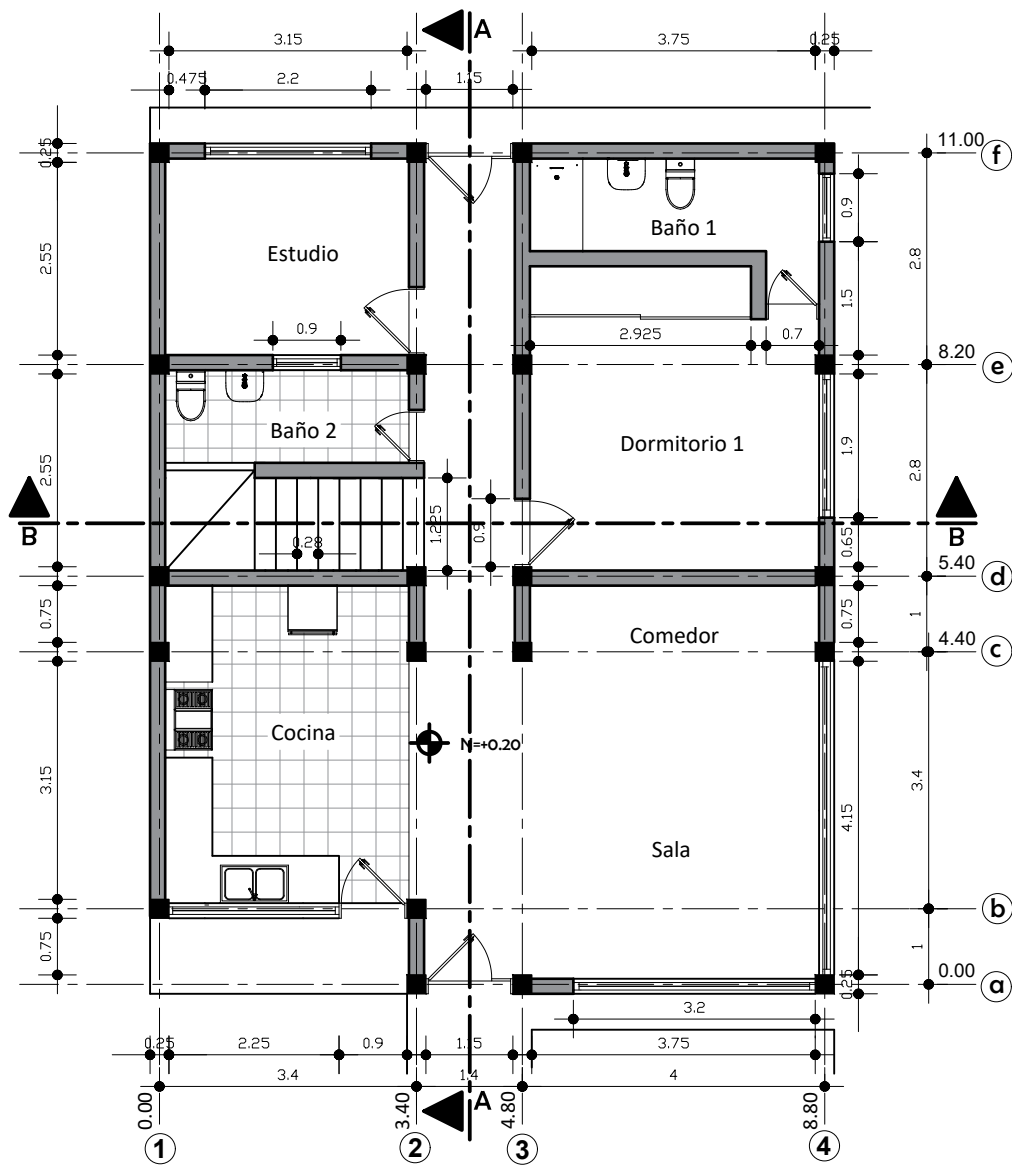 A
3.15
3.75
0.25
0.475
2.2
1.15
11.00
f
0.25
0.9
Baño 1
Estudio
2.55
2.8
1.5
0.9
2.925
0.7
8.20
e
Baño 2
Dormitorio 1
1.9
2.55
2.8
B
B
1.225
0.9
0.28
0.65
5.40
d
0.75
Comedor
0.75
1
4.40
c
Cocina
N=+0.20
3.15
3.4
4.15
Sala
b
0.75
1
0.00
a
0.25
3.2
0.25
2.25
0.9
1.15
3.75
3.4
1.4
4
0.00
3.40
A
4.80
8.80
1
2
3
4